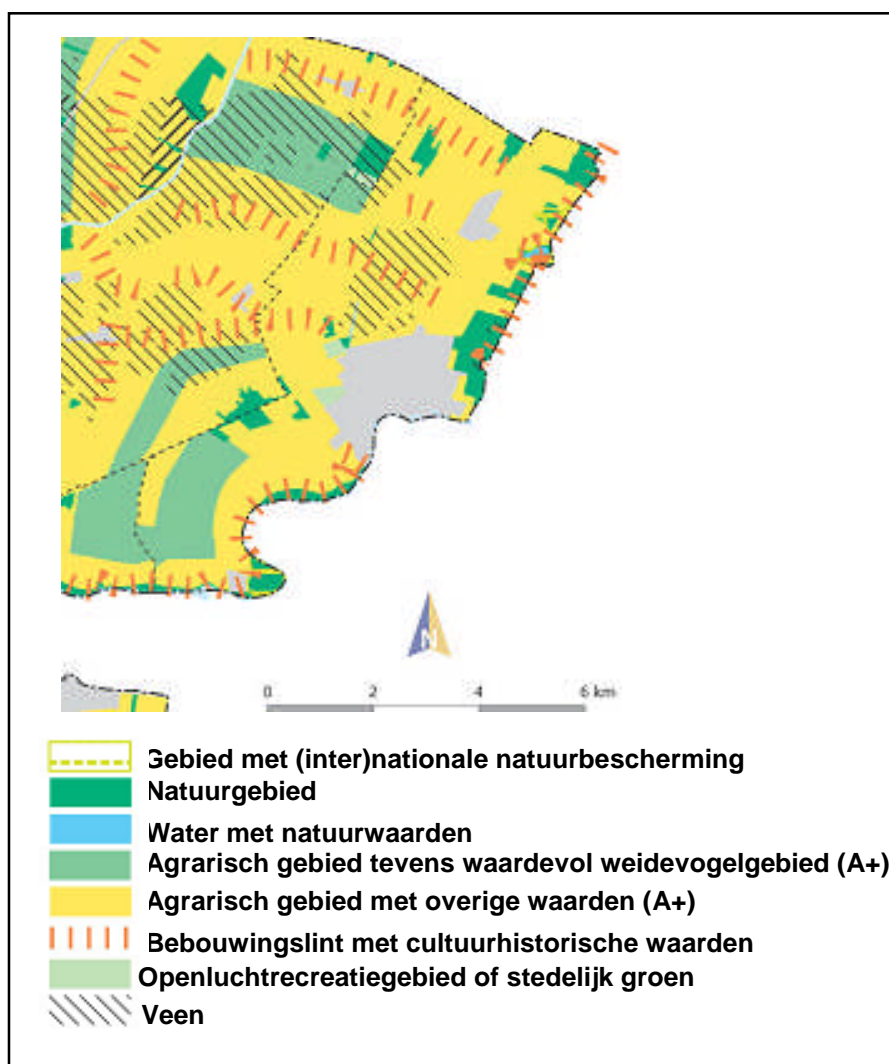 N
0 2 4 6 km
Gebied met (inter)nationale natuurbescherming
Natuurgebied
Water met natuurwaarden
Agrarisch gebied tevens waardevol weidevogelgebied (A+)
Agrarisch gebied met overige waarden (A+)
Bebouwingslint met cultuurhistorische waarden
Openluchtrecreatiegebied of stedelijk groen
Veen